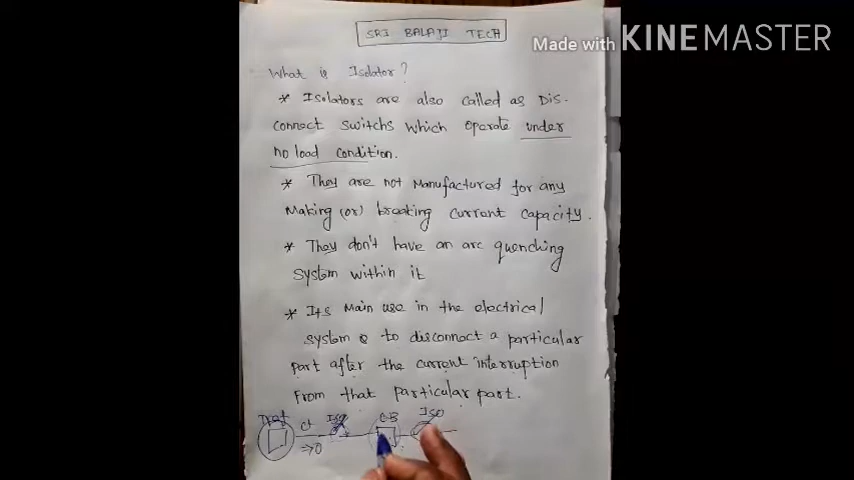 SRI BALAJI TECH
Made with KINEMASTER
What is Isolator?
* Isolators are also called as Dis-
connect switchs which operate under
no load condition.
* They are not Manufactured for any
Making (or) breaking current capacity.
* They don't have an arc quenching
system within it
* Its Main use in the electrical
system to disconnect a particular
part after the current interruption
from that particular part.
Iso
CB
Iso